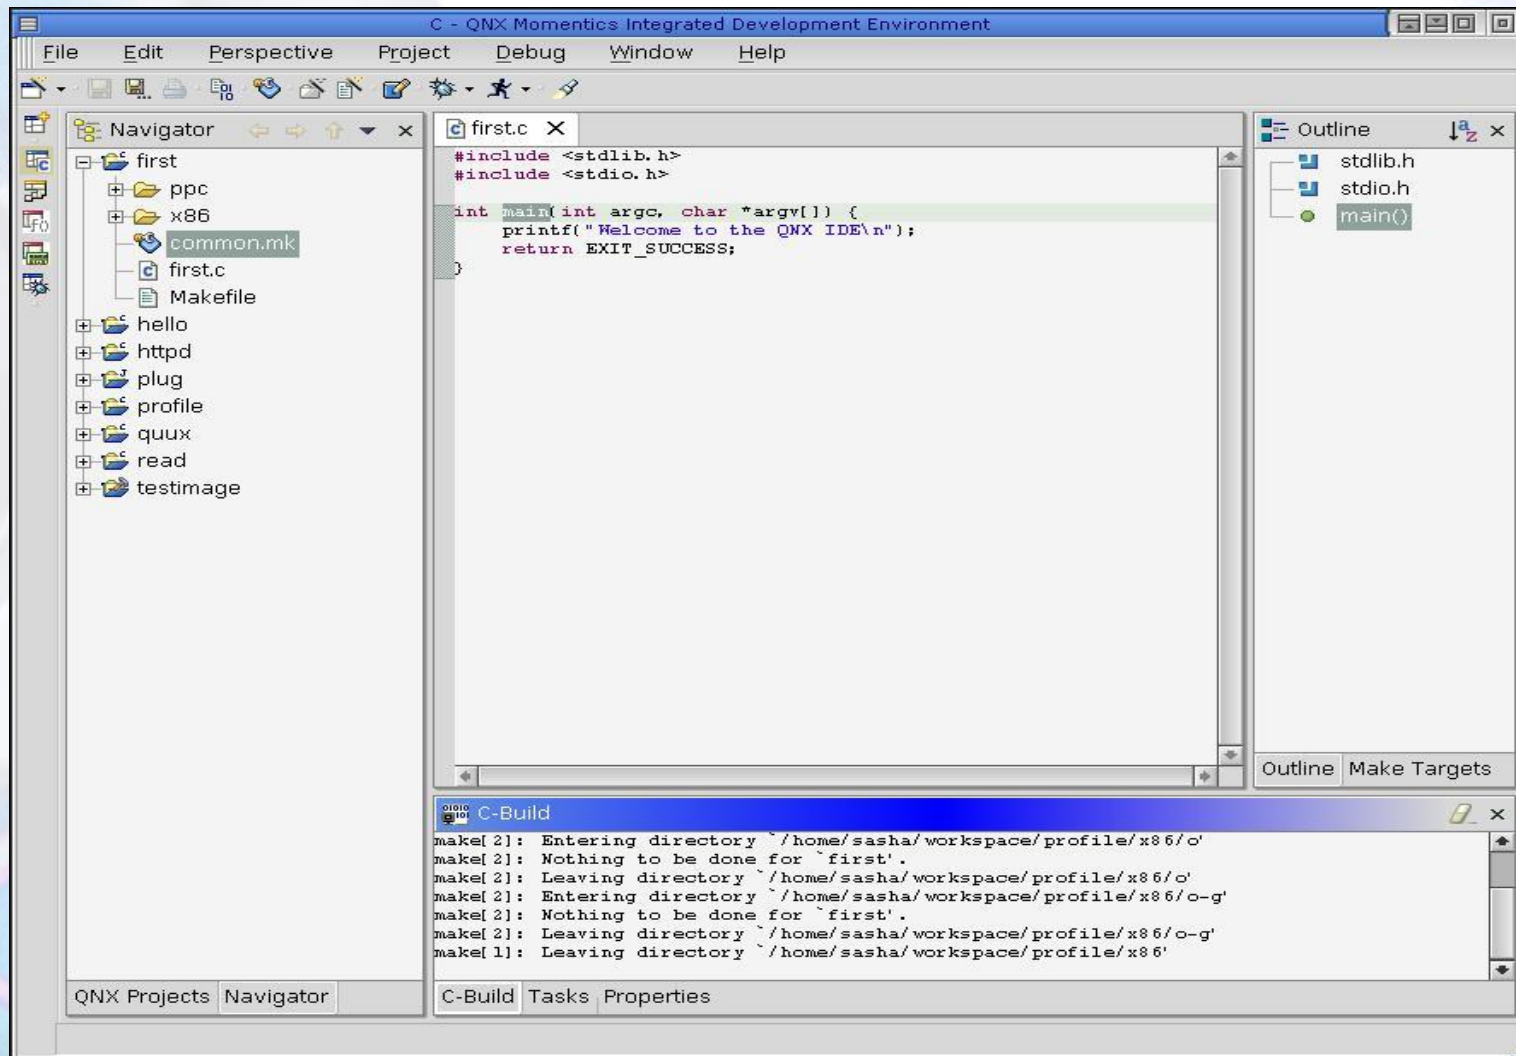 C - QNX Momentics Integrated Development Environment
File Edit Perspective Project Debug Window Help
Navigator
first
ppc
x86
common.mk
first.c
Makefile
hello
httpd
plug
profile
quux
read
testimage
QNX Projects Navigator
first.c
#include <stdlib.h>
#include <stdio.h>
int main(int argc, char *argv[]) {
printf("Welcome to the QNX IDE\n");
return EXIT_SUCCESS;
}
Outline
stdlib.h
stdio.h
main()
Outline Make Targets
C-Build
make[2]: Entering directory `/home/sasha/workspace/profile/x86/o'
make[2]: Nothing to be done for `first'.
make[2]: Leaving directory `/home/sasha/workspace/profile/x86/o'
make[2]: Entering directory `/home/sasha/workspace/profile/x86/o-g'
make[2]: Nothing to be done for `first'.
make[2]: Leaving directory `/home/sasha/workspace/profile/x86/o-g'
make[1]: Leaving directory `/home/sasha/workspace/profile/x86'
C-Build Tasks Properties